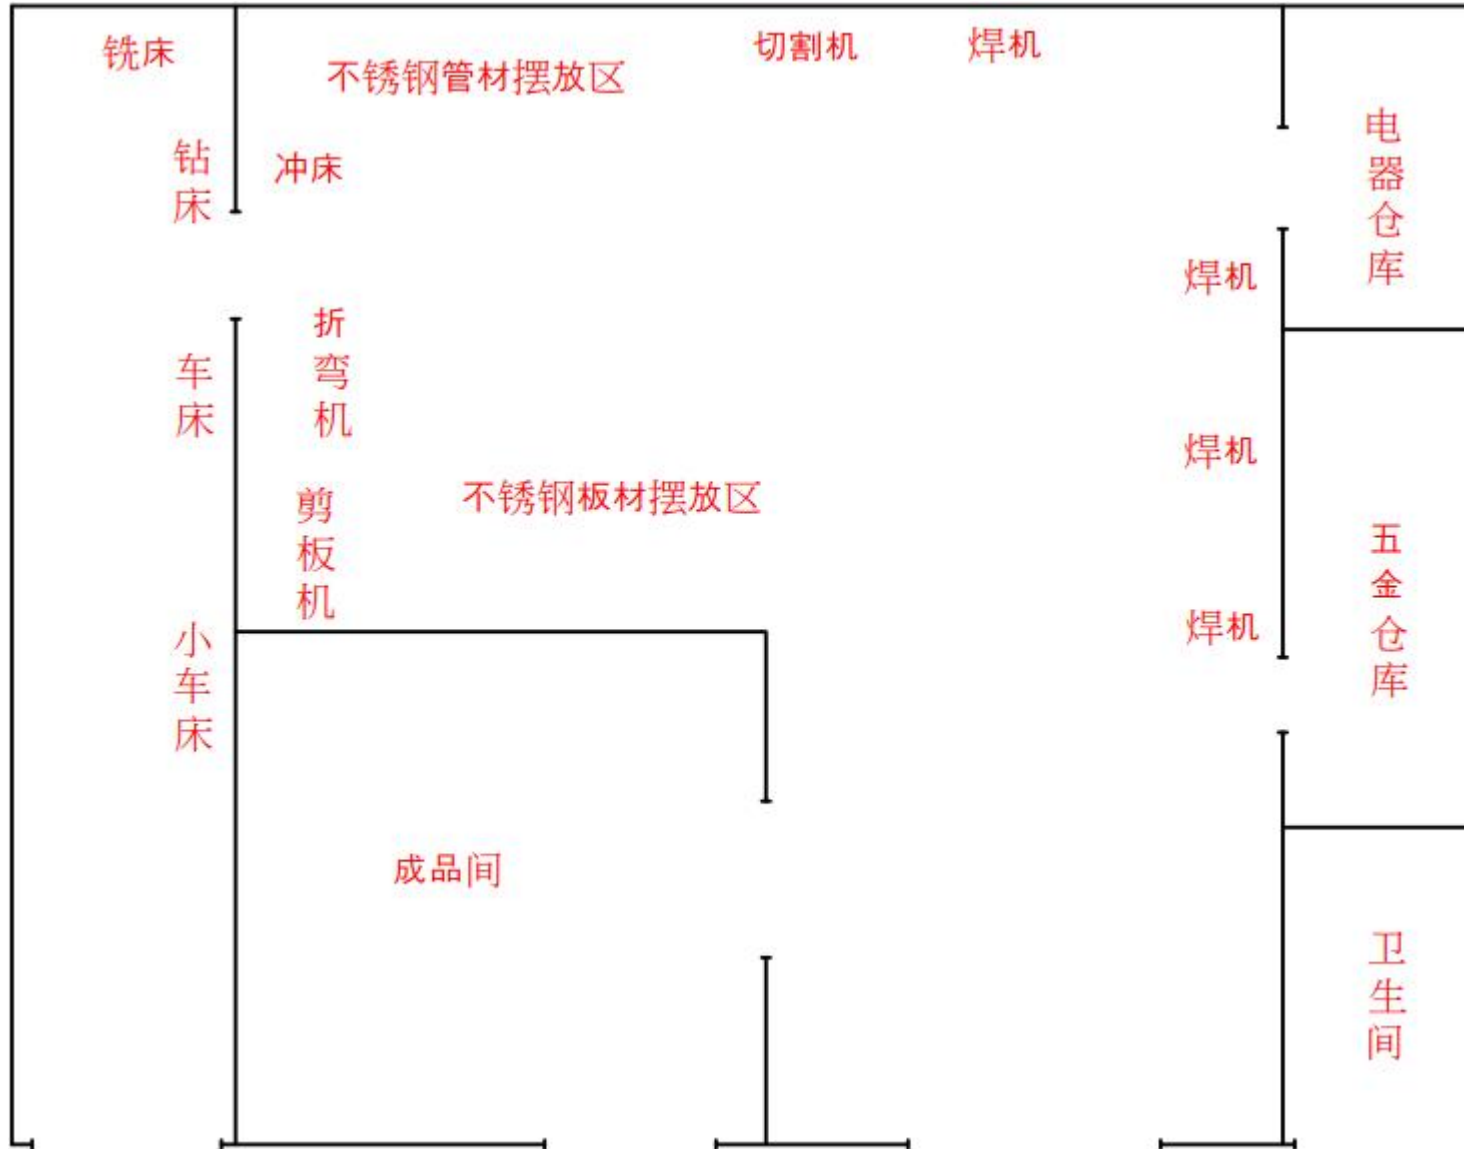 铣床
不锈钢管材摆放区
切割机
焊机
钻床
冲床
电器仓库
焊机
折弯机
车床
焊机
剪板机
不锈钢板材摆放区
五金仓库
焊机
小车床
成品间
卫生间